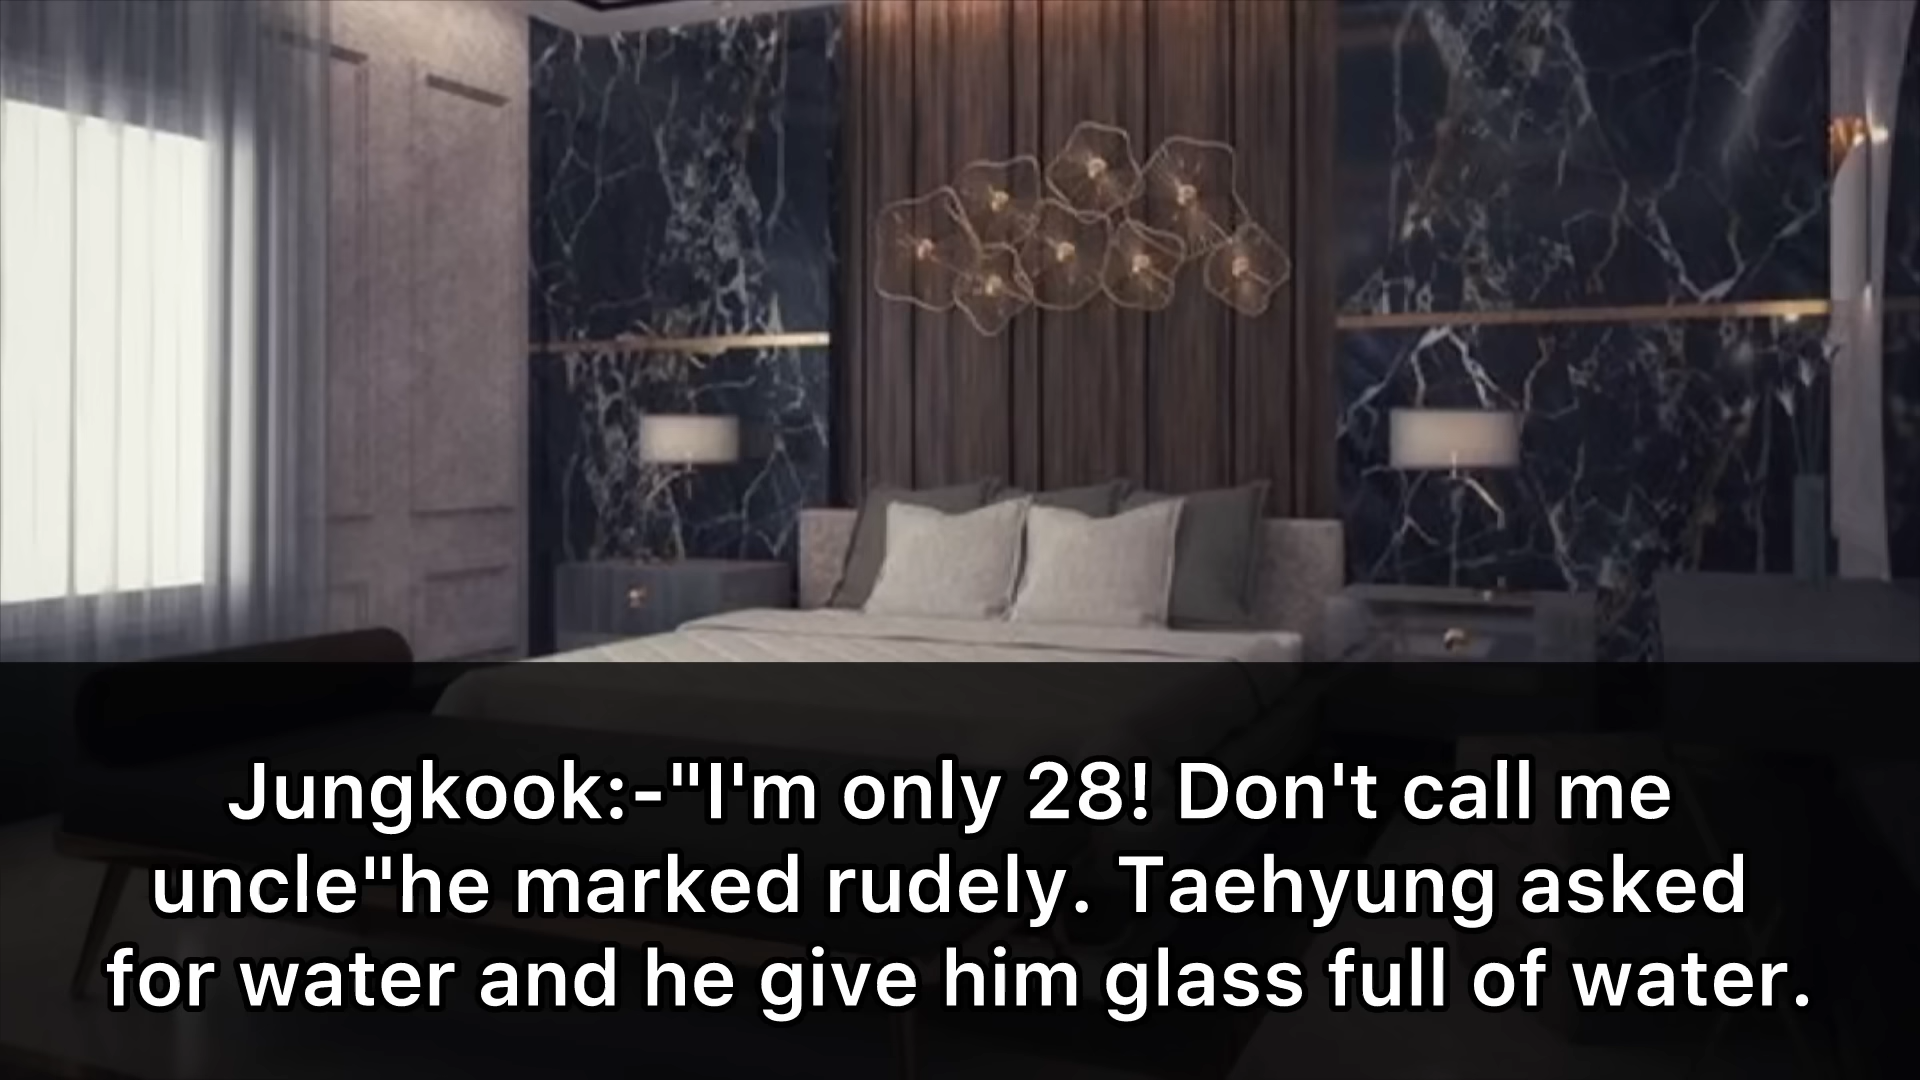 Jungkook:-"I'm only 28! Don't call me
uncle"he marked rudely. Taehyung asked
for water and he give him glass full of water.